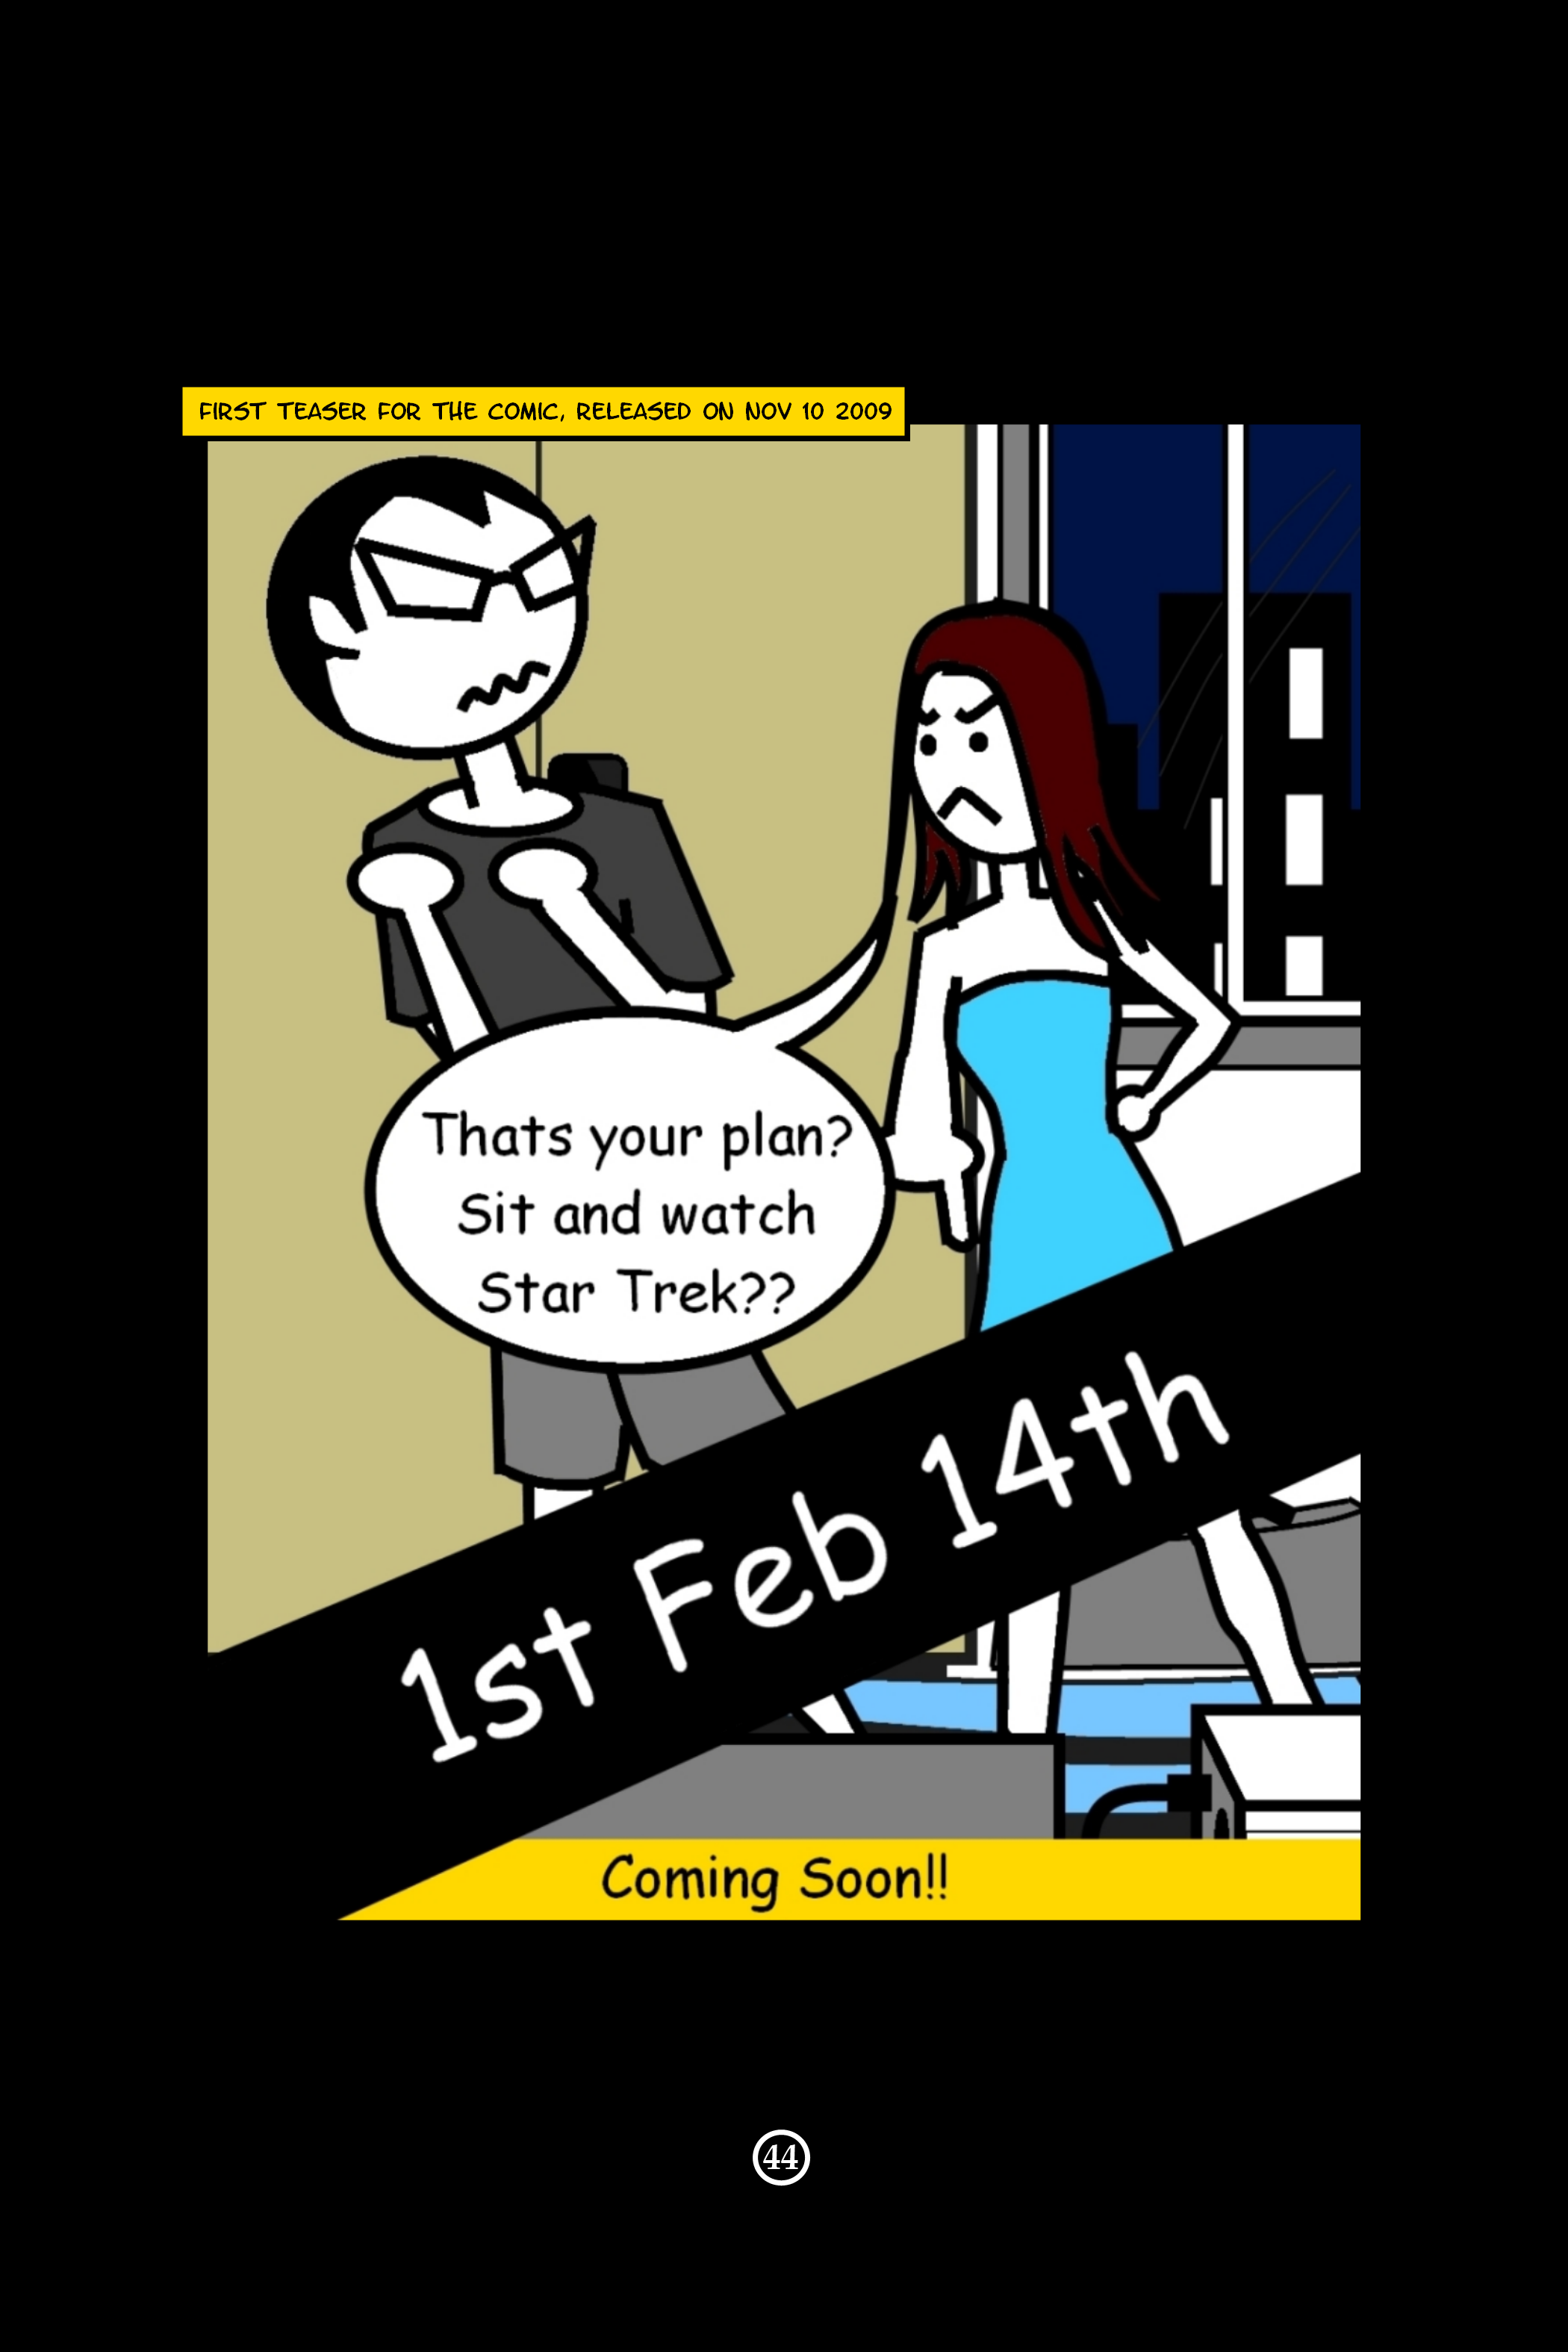 FIRST TEASER FOR THE COMIC, RELEASED ON NOV 10 2009
Thats your plan?
Sit and watch
Star Trek??
1st Feb 14th
Coming Soon!!
44